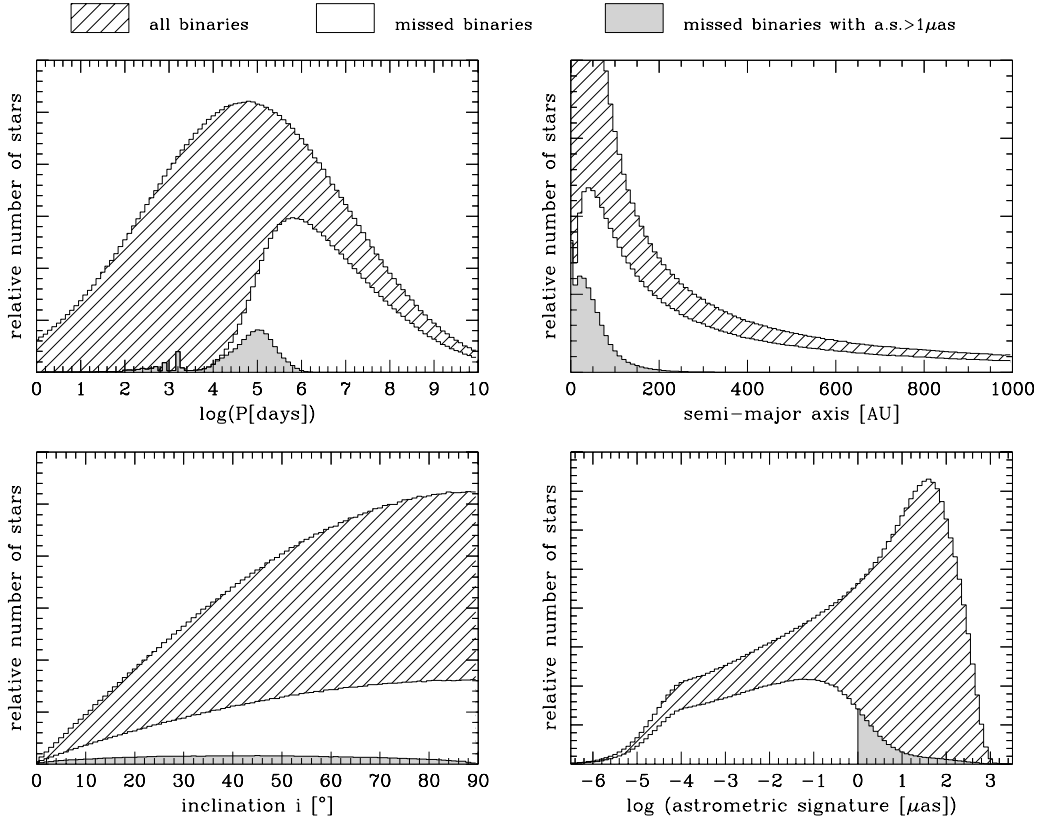 all binaries
missed binaries
missed binaries with a.s.>1μas
relative number of stars
0 1 2 3 4 5 6 7 8 9 10
log(P[days])
relative number of stars
0 200 400 600 800 1000
semi-major axis [AU]
relative number of stars
0 10 20 30 40 50 60 70 80 90
inclination i [°]
relative number of stars
-6 -5 -4 -3 -2 -1 0 1 2 3
log (astrometric signature [μas])